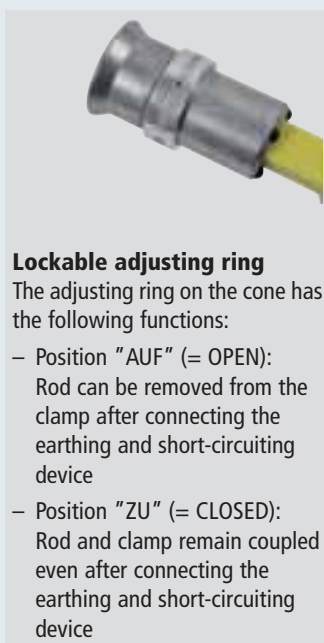 Lockable adjusting ring
The adjusting ring on the cone has
the following functions:
– Position "AUF" (= OPEN):
Rod can be removed from the
clamp after connecting the
earthing and short-circuiting
device
– Position "ZU" (= CLOSED):
Rod and clamp remain coupled
even after connecting the
earthing and short-circuiting
device